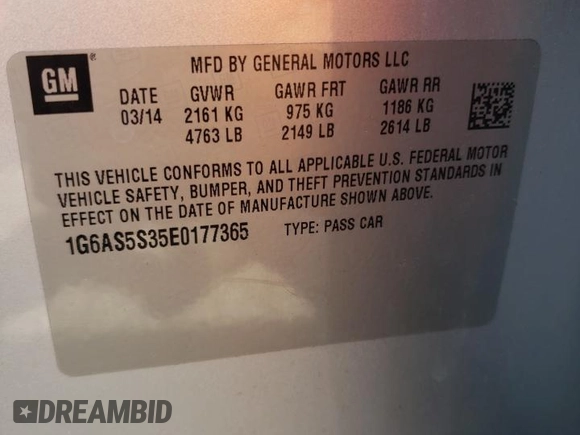 GM
MFD BY GENERAL MOTORS LLC
DATE GVWR GAWR FRT GAWR RR
03/14 2161 KG 975 KG 1186 KG
4763 LB 2149 LB 2614 LB
THIS VEHICLE CONFORMS TO ALL APPLICABLE U.S. FEDERAL MOTOR
VEHICLE SAFETY, BUMPER, AND THEFT PREVENTION STANDARDS IN
EFFECT ON THE DATE OF MANUFACTURE SHOWN ABOVE.
1G6AS5S35E0177365 TYPE: PASS CAR
DREAMBID